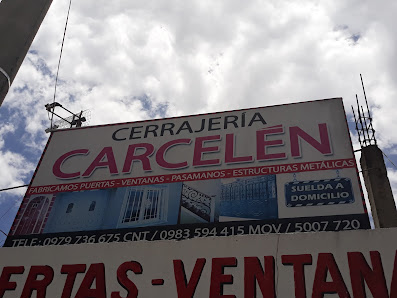 CERRAJERÍA
CARCELÉN
FABRICAMOS PUERTAS - VENTANAS - PASAMANOS - ESTRUCTURAS METÁLICAS
SUELDA A
DOMICILIO
TELF: 0979 736 675 CNT / 0983 594 415 MOV / 5007 720
ERTAS - VENTANA